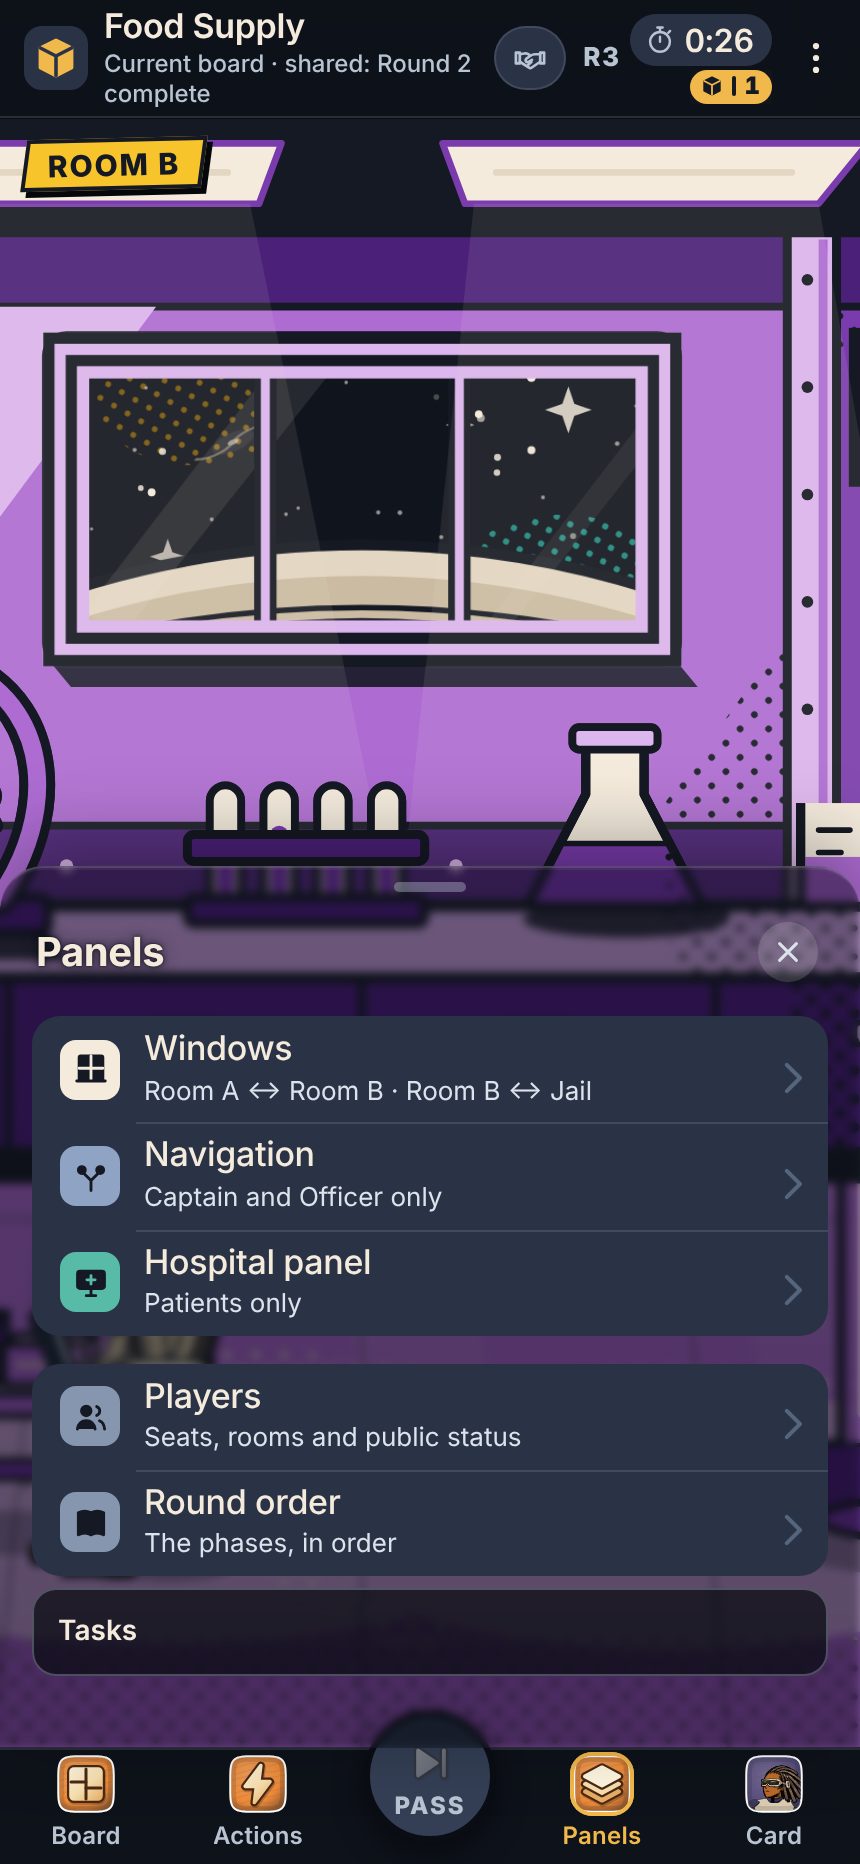 Food Supply
Current board · shared: Round 2
complete
R3
0:26
1
ROOM B
Panels
Windows
Room A ↔ Room B · Room B ↔ Jail
Navigation
Captain and Officer only
Hospital panel
Patients only
Players
Seats, rooms and public status
Round order
The phases, in order
Tasks
PASS
Board
Actions
Panels
Card